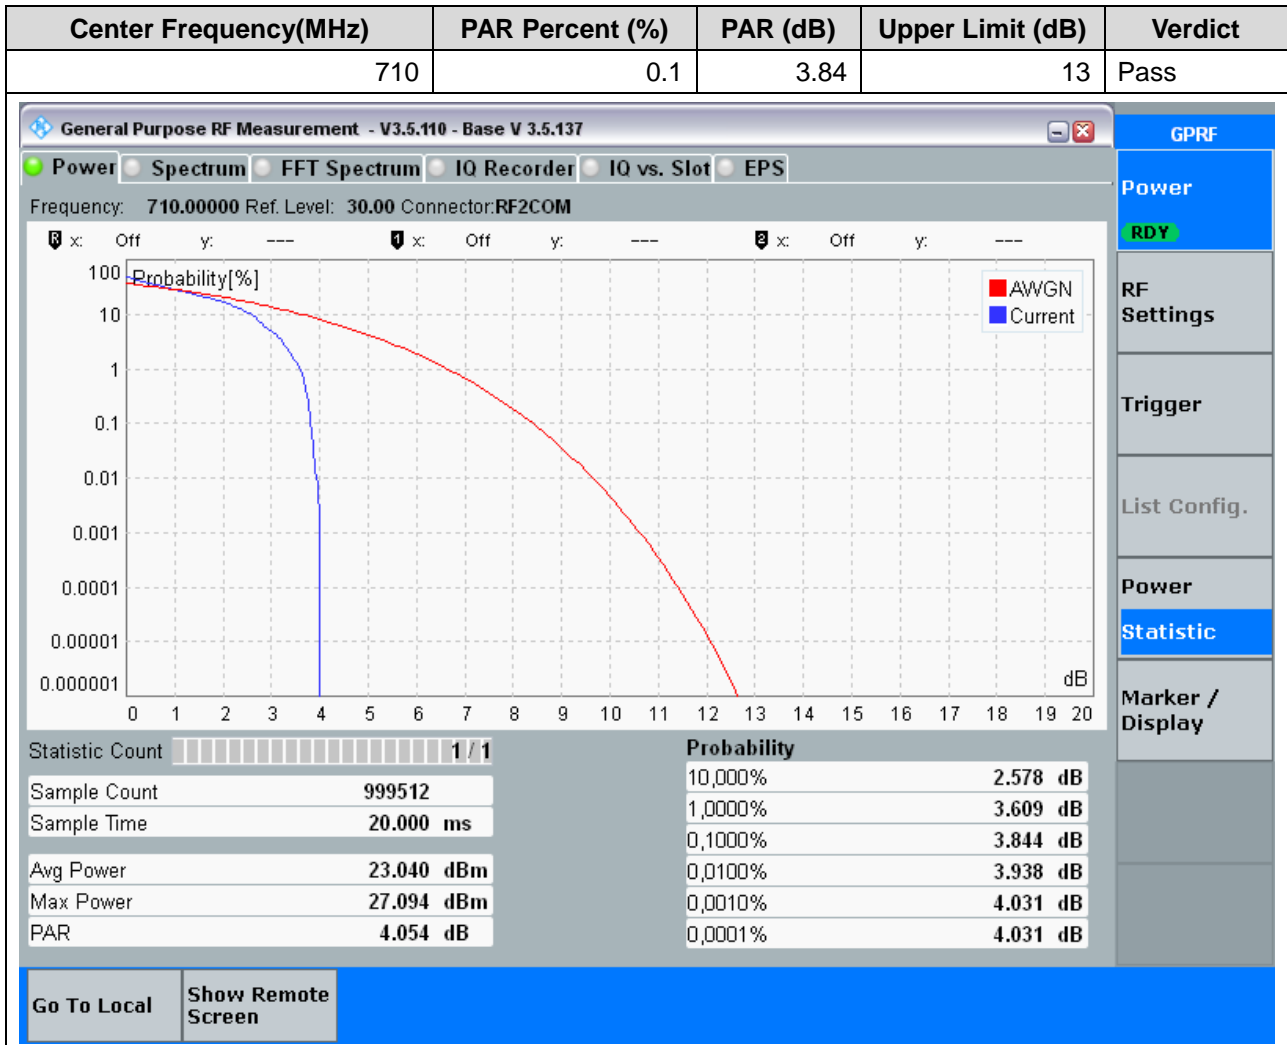 Center Frequency(MHz) PAR Percent (%) PAR (dB) Upper Limit (dB) Verdict
710 0.1 3.84 13 Pass
General Purpose RF Measurement - V3.5.110 - Base V 3.5.137
GPRF
Power Spectrum FFT Spectrum IQ Recorder IQ vs. Slot EPS
Power
RDY
Frequency: 710.00000 Ref. Level: 30.00 Connector:RF2COM
R x: Off y: --- 1 x: Off y: --- 2 x: Off y: ---
100 Probability[%]
AWGN
Current
10
1
0.1
0.01
0.001
0.0001
0.00001
0.000001
dB
0 1 2 3 4 5 6 7 8 9 10 11 12 13 14 15 16 17 18 19 20
RF
Settings
Trigger
List Config.
Power
Statistic
Marker /
Display
Statistic Count 1 / 1
Sample Count 999512
Sample Time 20.000 ms
Avg Power 23.040 dBm
Max Power 27.094 dBm
PAR 4.054 dB
Probability
10,000% 2.578 dB
1,0000% 3.609 dB
0,1000% 3.844 dB
0,0100% 3.938 dB
0,0010% 4.031 dB
0,0001% 4.031 dB
Go To Local
Show Remote
Screen